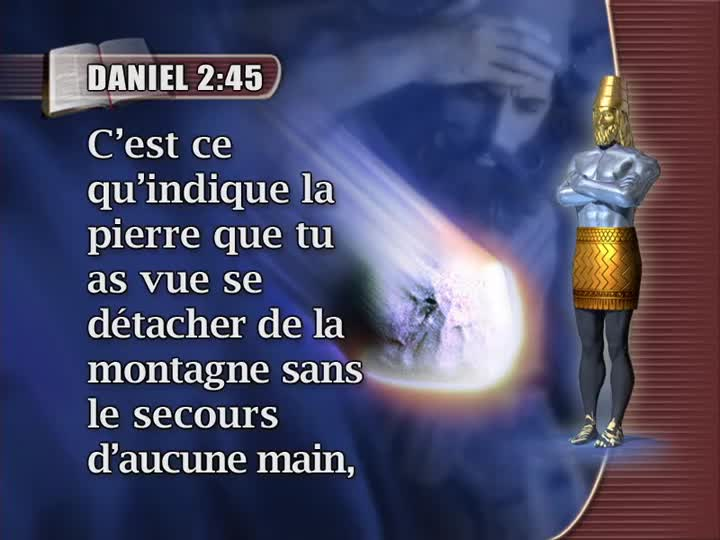 DANIEL 2:45
C’est ce
qu’indique la
pierre que tu
as vue se
détacher de la
montagne sans
le secours
d’aucune main,